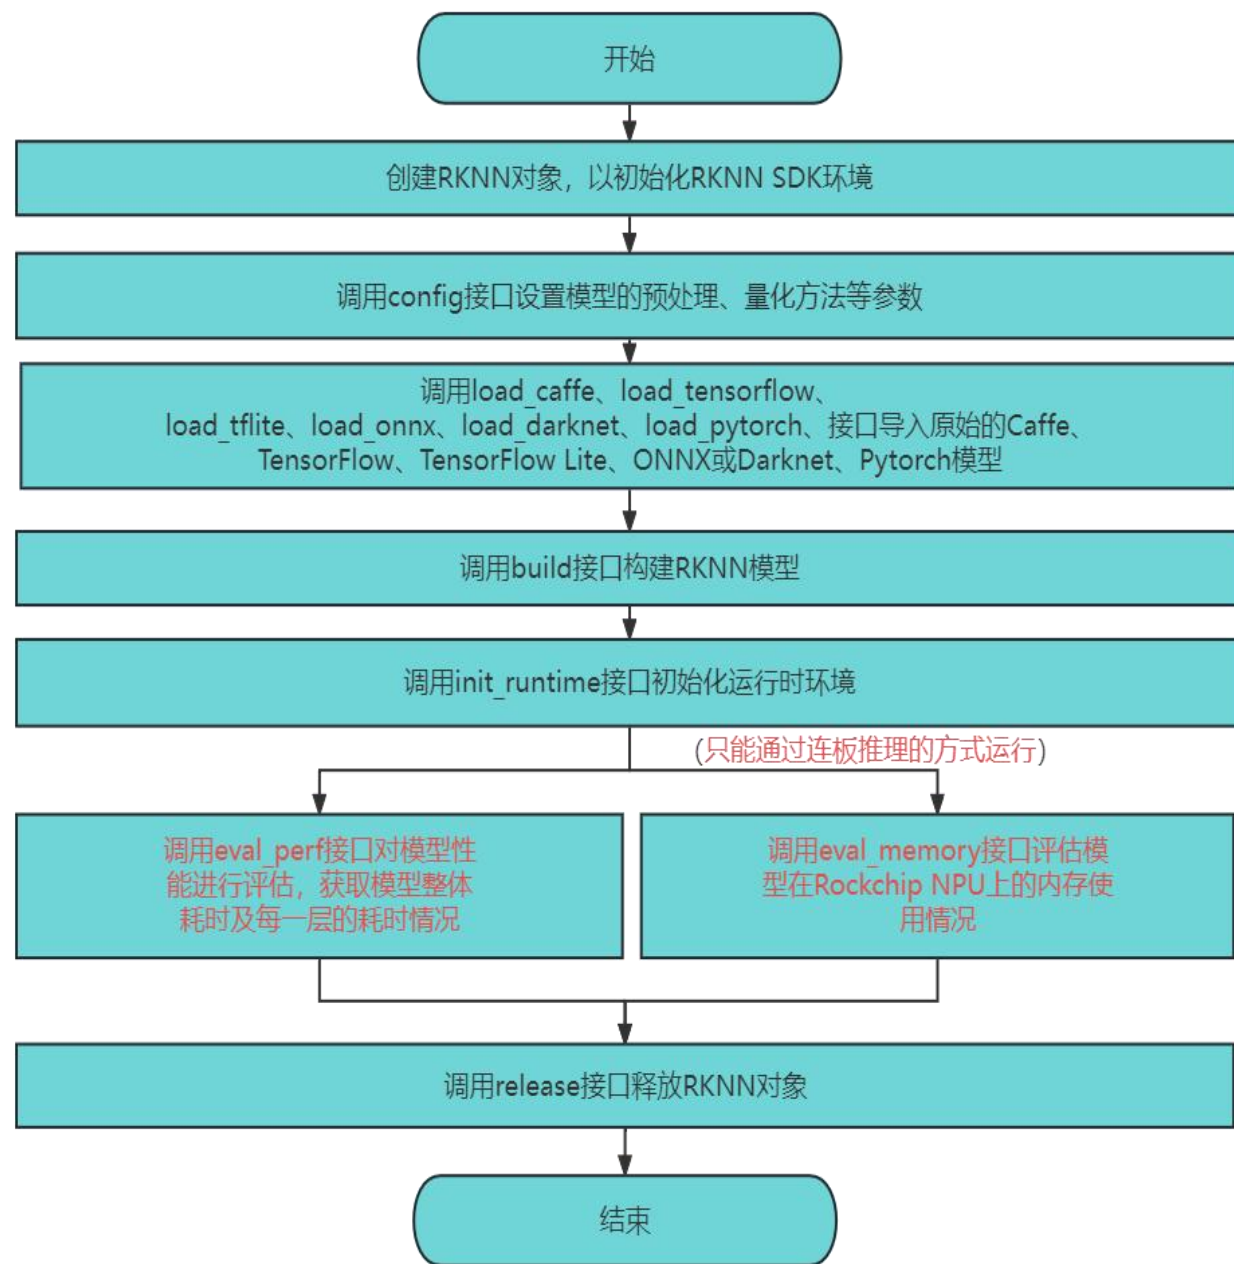 开始
创建RKNN对象，以初始化RKNN SDK环境
调用config接口设置模型的预处理、量化方法等参数
调用load_caffe、load_tensorflow、
load_tflite、load_onnx、load_darknet、load_pytorch、接口导入原始的Caffe、
TensorFlow、TensorFlow Lite、ONNX或Darknet、Pytorch模型
调用build接口构建RKNN模型
调用init_runtime接口初始化运行时环境
(只能通过连板推理的方式运行)
调用eval_perf接口对模型性
能进行评估，获取模型整体
耗时及每一层的耗时情况
调用eval_memory接口评估模
型在Rockchip NPU上的内存使
用情况
调用release接口释放RKNN对象
结束